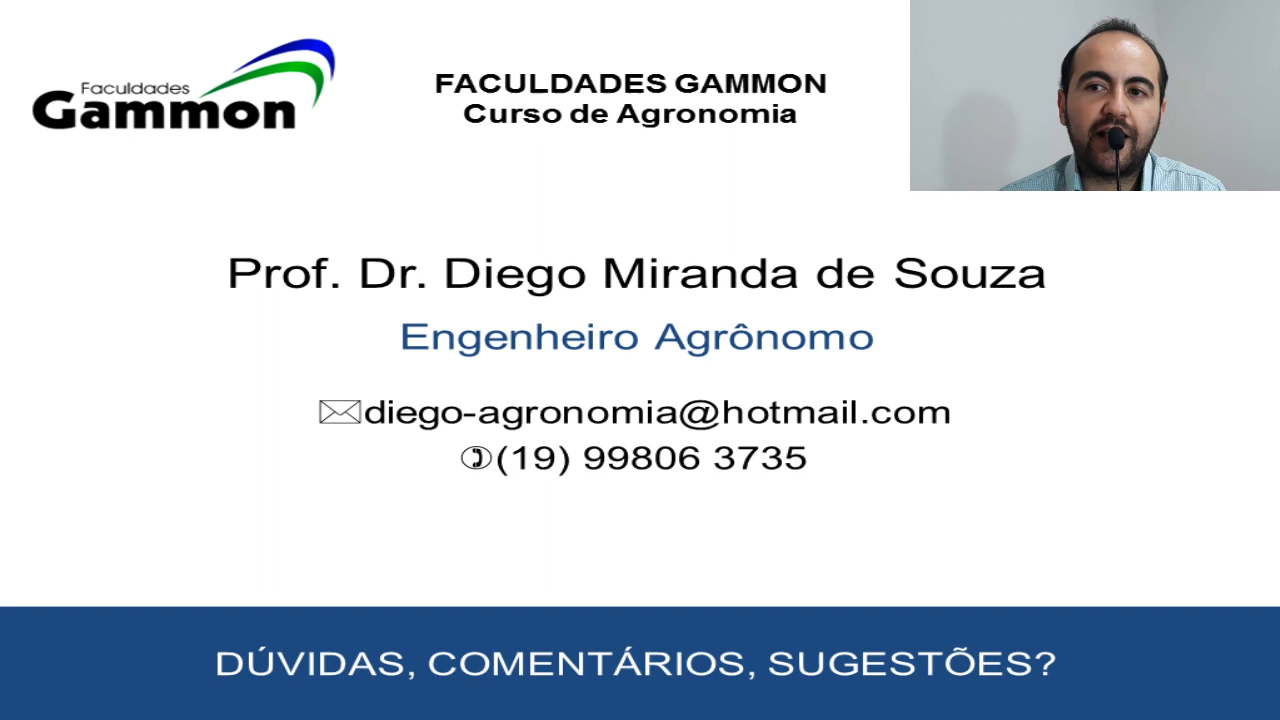 Faculdades
Gammon
FACULDADES GAMMON
Curso de Agronomia
Prof. Dr. Diego Miranda de Souza
Engenheiro Agrônomo
diego-agronomia@hotmail.com
(19) 99806 3735
DÚVIDAS, COMENTÁRIOS, SUGESTÕES?